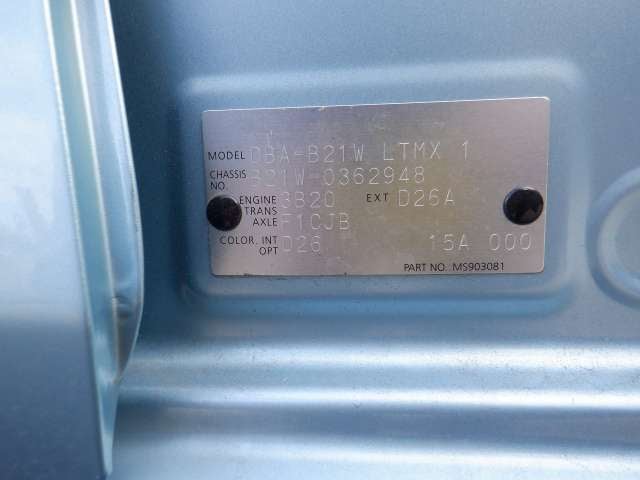 MODEL DBA-B21W LTMX 1
CHASSIS NO. B21W-0362948
ENGINE 3B20 EXT D26A
TRANS AXLE F1CJB
COLOR, INT OPT D26 15A 000
PART NO. MS903081